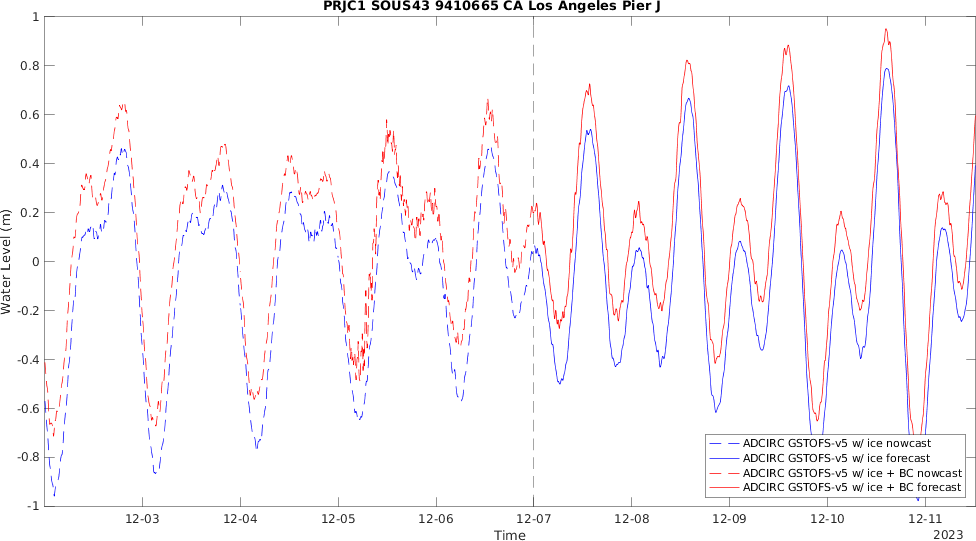 PRJC1 SOUS43 9410665 CA Los Angeles Pier J
1
0.8
0.6
0.4
0.2
0
-0.2
-0.4
-0.6
-0.8
-1
Water Level (m)
ADCIRC GSTOFS-v5 w/ ice nowcast
ADCIRC GSTOFS-v5 w/ ice forecast
ADCIRC GSTOFS-v5 w/ ice + BC nowcast
ADCIRC GSTOFS-v5 w/ ice + BC forecast
12-03 12-04 12-05 12-06 12-07 12-08 12-09 12-10 12-11
Time
2023